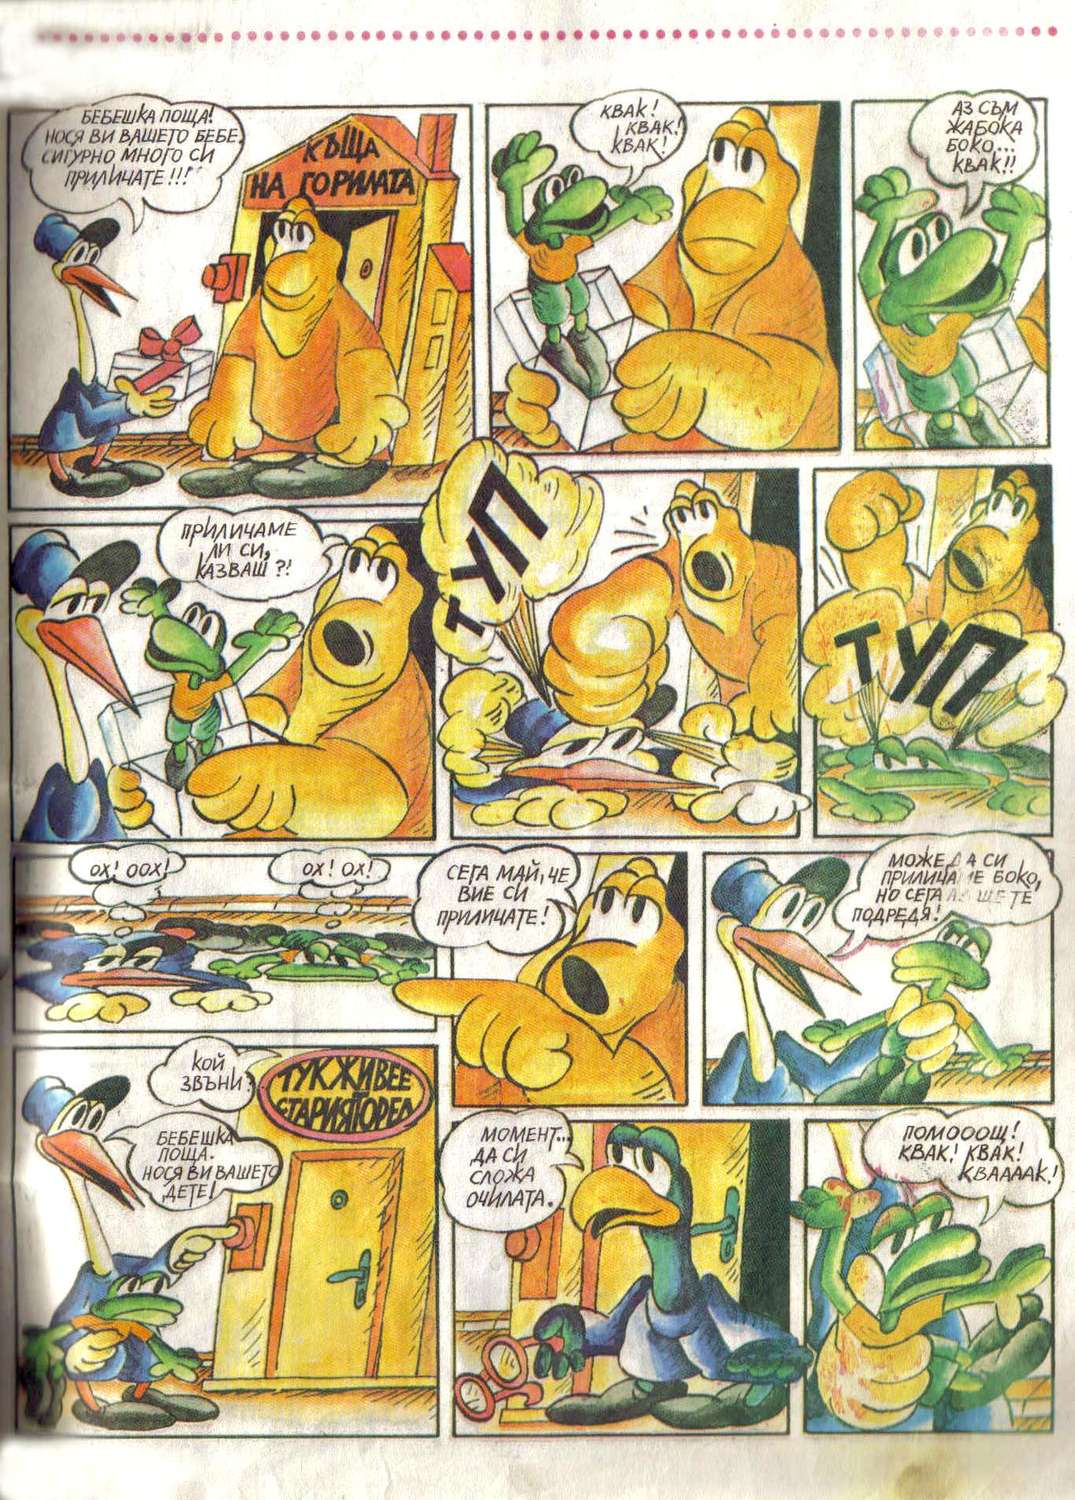 БЕБЕШКА ПОЩА!
НОСЯ ВИ ВАШЕТО БЕБЕ.
СИГУРНО МНОГО СИ
ПРИЛИЧАТЕ!!!
КЪЩА
НА ГОРИЛАТА
КВАК!
КВАК!
КВАК!
АЗ СЪМ
ЖАБОКА
БОКО...
КВАК!!
ПРИЛИЧАМЕ
ЛИ СИ,
КАЗВАШ?!
ТУП
ТУП
ОХ! ООХ!
ОХ! ОХ!
СЕГА МАЙ, ЧЕ
ВИЕ СИ
ПРИЛИЧАТЕ!
МОЖЕ ДА СИ
ПРИЛИЧАМЕ БОКО,
НО СЕГА ЩЕ ТЕ
ПОДРЕДЯ!
КОЙ
ЗВЪНИ?..
ТУК ЖИВЕЕ
СТАРИЯТ ОРЕЛ
БЕБЕШКА
ПОЩА.
НОСЯ ВИ ВАШЕТО
ДЕТЕ!
МОМЕНТ...
ДА СИ
СЛОЖА
ОЧИЛАТА.
ПОМОООЩ!
КВАК! КВАК!
КВАААAK!